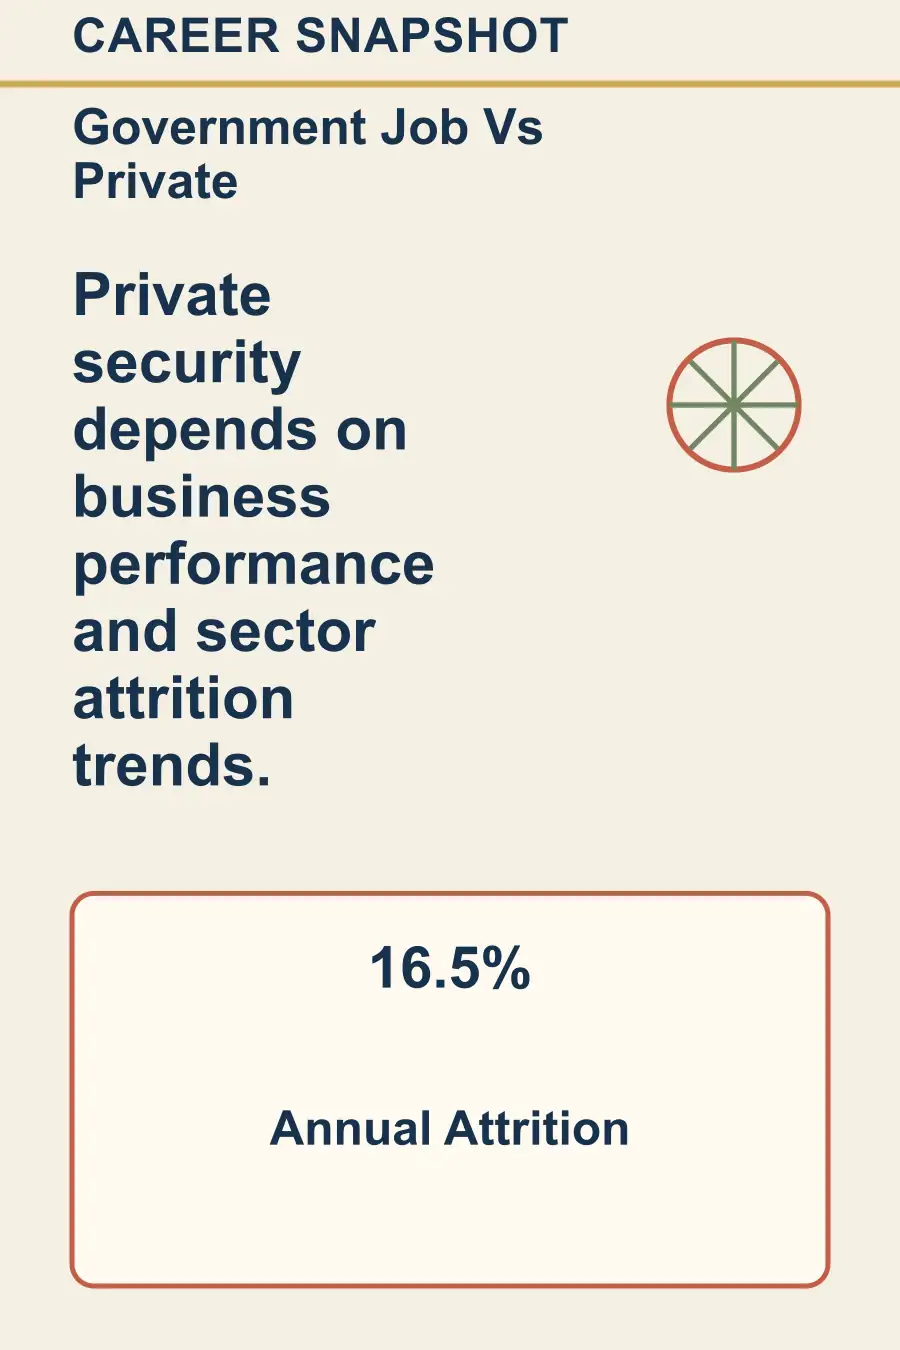 CAREER SNAPSHOT
Government Job Vs
Private
Private
security
depends on
business
performance
and sector
attrition
trends.
16.5%
Annual Attrition